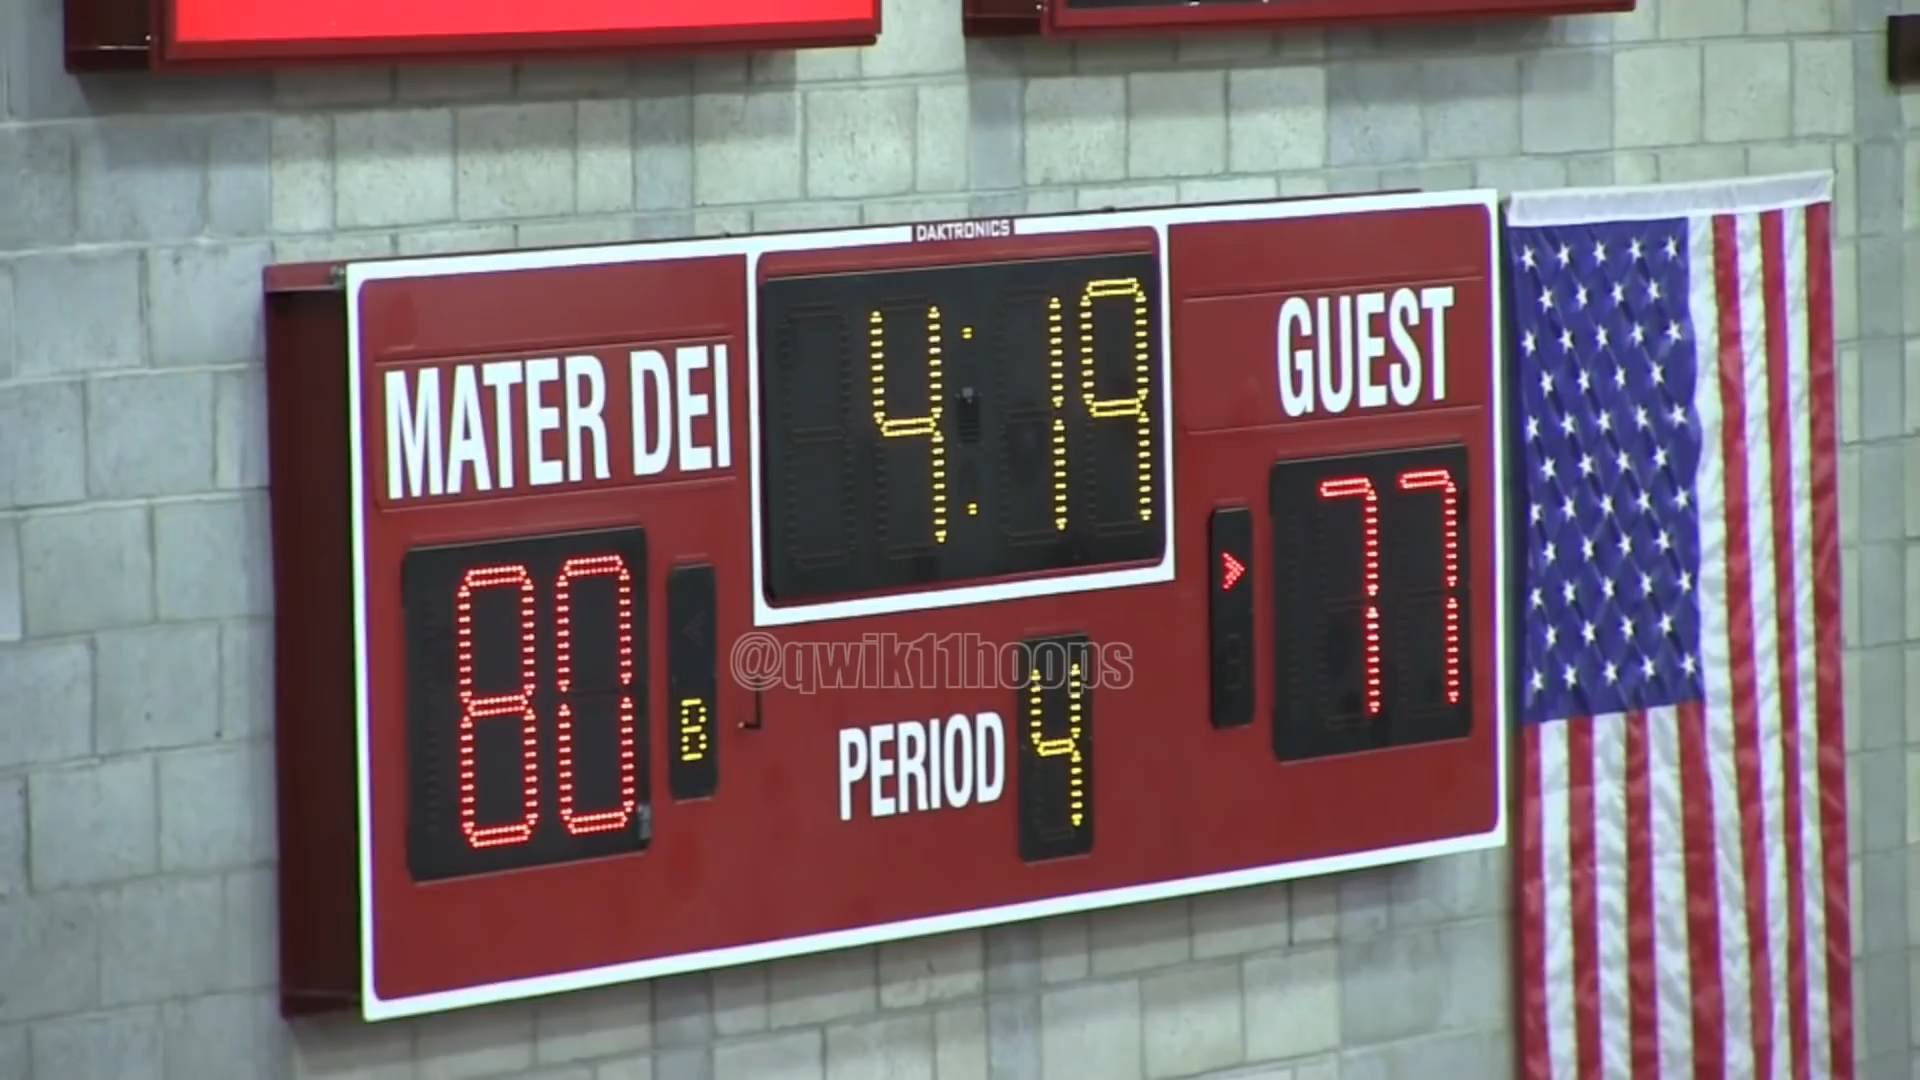 DAKTRONICS
MATER DEI
4:19
GUEST
80
B
77
@qwik11hoops
PERIOD 4